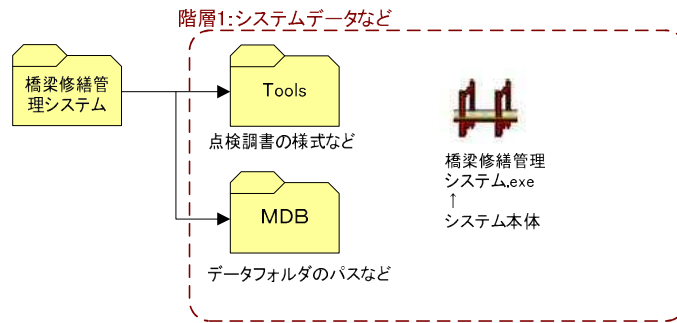 階層1:システムデータなど
橋梁修繕管
理システム
Tools
点検調書の様式など
MDB
データフォルダのパスなど
橋梁修繕管理
システム.exe
↑
システム本体